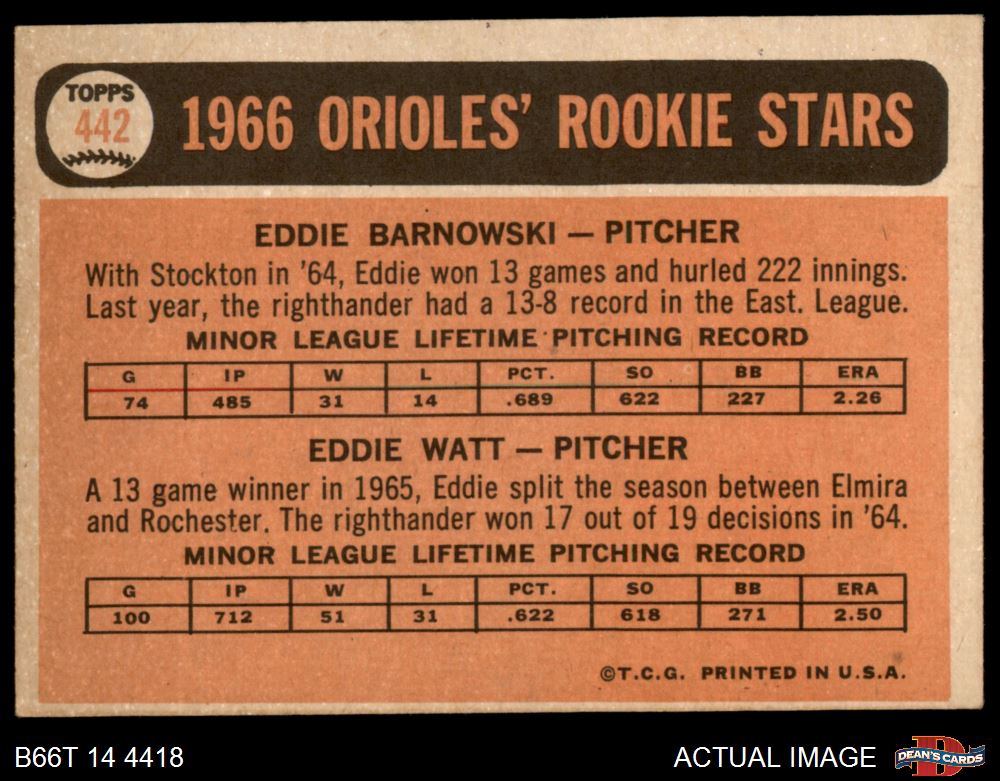 TOPPS
442
1966 ORIOLES' ROOKIE STARS
EDDIE BARNOWSKI — PITCHER
With Stockton in '64, Eddie won 13 games and hurled 222 innings.
Last year, the righthander had a 13-8 record in the East. League.
MINOR LEAGUE LIFETIME PITCHING RECORD
G IP W L PCT. SO BB ERA
74 485 31 14 .689 622 227 2.26
EDDIE WATT — PITCHER
A 13 game winner in 1965, Eddie split the season between Elmira
and Rochester. The righthander won 17 out of 19 decisions in '64.
MINOR LEAGUE LIFETIME PITCHING RECORD
G IP W L PCT. SO BB ERA
100 712 51 31 .622 618 271 2.50
©T.C.G. PRINTED IN U.S.A.
B66T 14 4418
ACTUAL IMAGE
D
DEAN'S CARDS